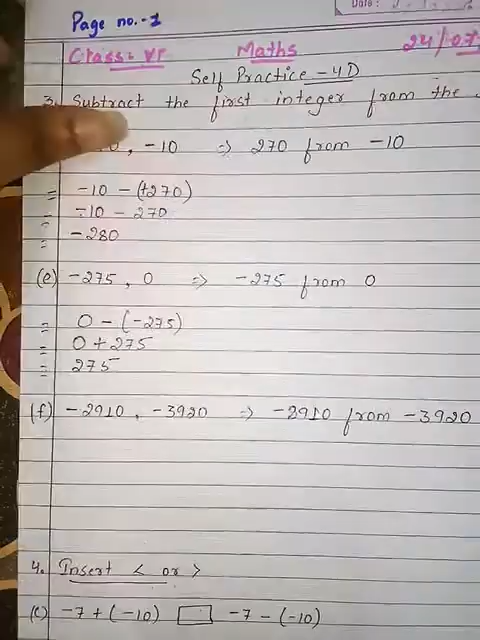 Page no.-1
Date:
Class:- VI Maths 24/07
Self Practice - 4D
3. Subtract the first integer from the
, -10 ⇒ 270 from -10
= -10 - (+270)
= -10 - 270
= -280
(e) -275, 0 ⇒ -275 from 0
= 0 - (-275)
= 0 + 275
= 275
(f) -2910, -3920 ⇒ -2910 from -3920
4. Insert < or >
(c) -7 + (-10) □ -7 - (-10)